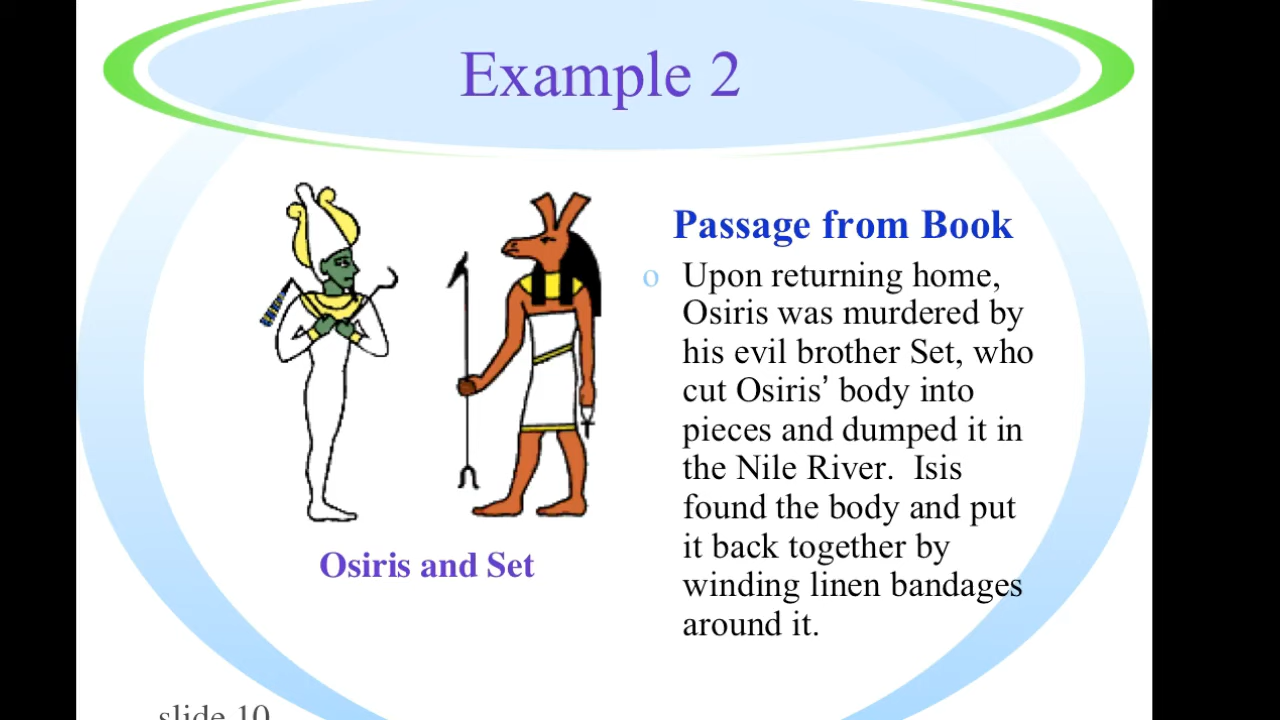 Example 2
Passage from Book
o Upon returning home,
Osiris was murdered by
his evil brother Set, who
cut Osiris’ body into
pieces and dumped it in
the Nile River.  Isis
found the body and put
it back together by
winding linen bandages
around it.
Osiris and Set
slide 10